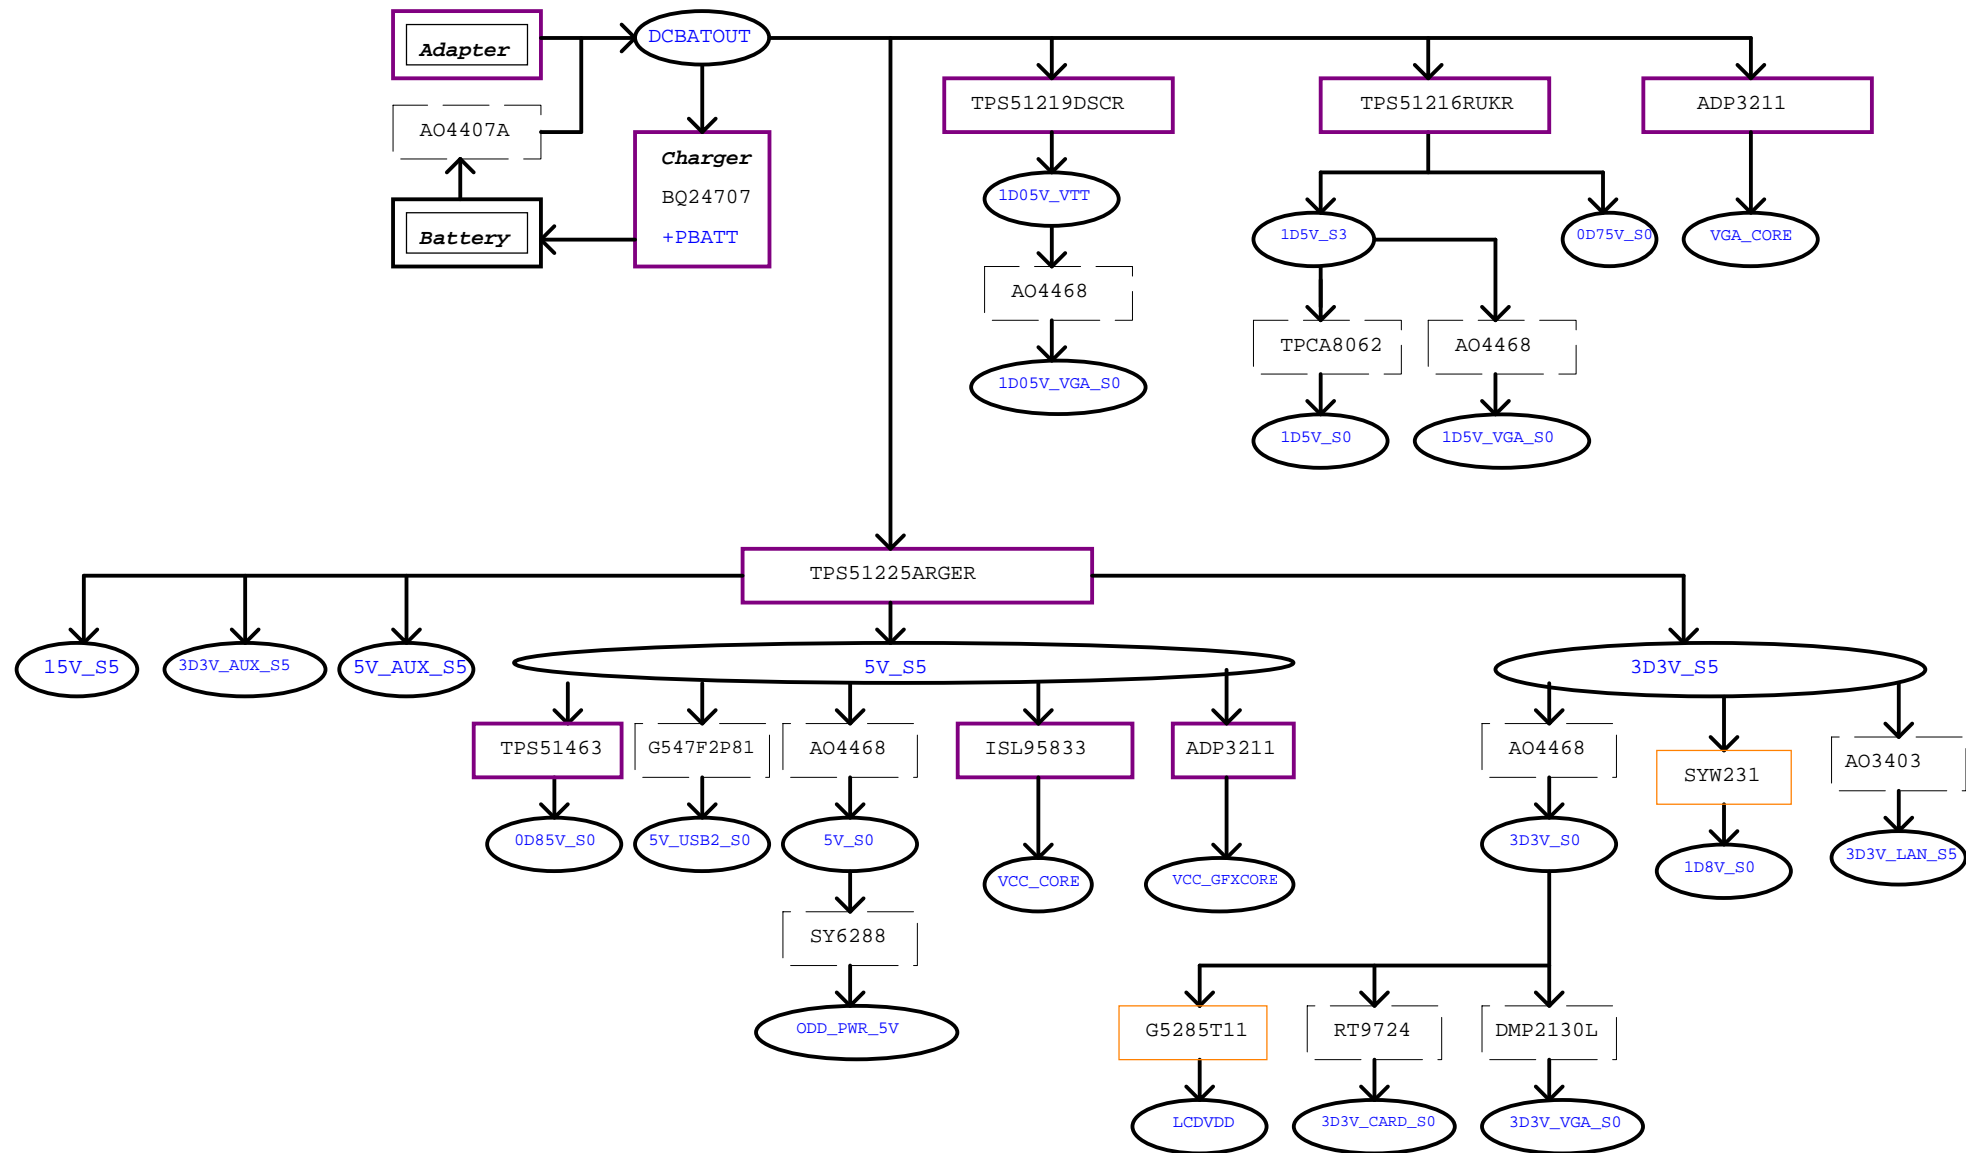 Adapter
DCBATOUT
TPS51219DSCR
TPS51216RUKR
ADP3211
AO4407A
Charger
BQ24707
+PBATT
Battery
1D05V_VTT
1D5V_S3
0D75V_S0
VGA_CORE
AO4468
TPCA8062
AO4468
1D05V_VGA_S0
1D5V_S0
1D5V_VGA_S0
TPS51225ARGER
15V_S5
3D3V_AUX_S5
5V_AUX_S5
5V_S5
3D3V_S5
TPS51463
G547F2P81
AO4468
ISL95833
ADP3211
AO4468
SYW231
AO3403
0D85V_S0
5V_USB2_S0
5V_S0
VCC_CORE
VCC_GFXCORE
3D3V_S0
1D8V_S0
3D3V_LAN_S5
SY6288
ODD_PWR_5V
G5285T11
RT9724
DMP2130L
LCDVDD
3D3V_CARD_S0
3D3V_VGA_S0